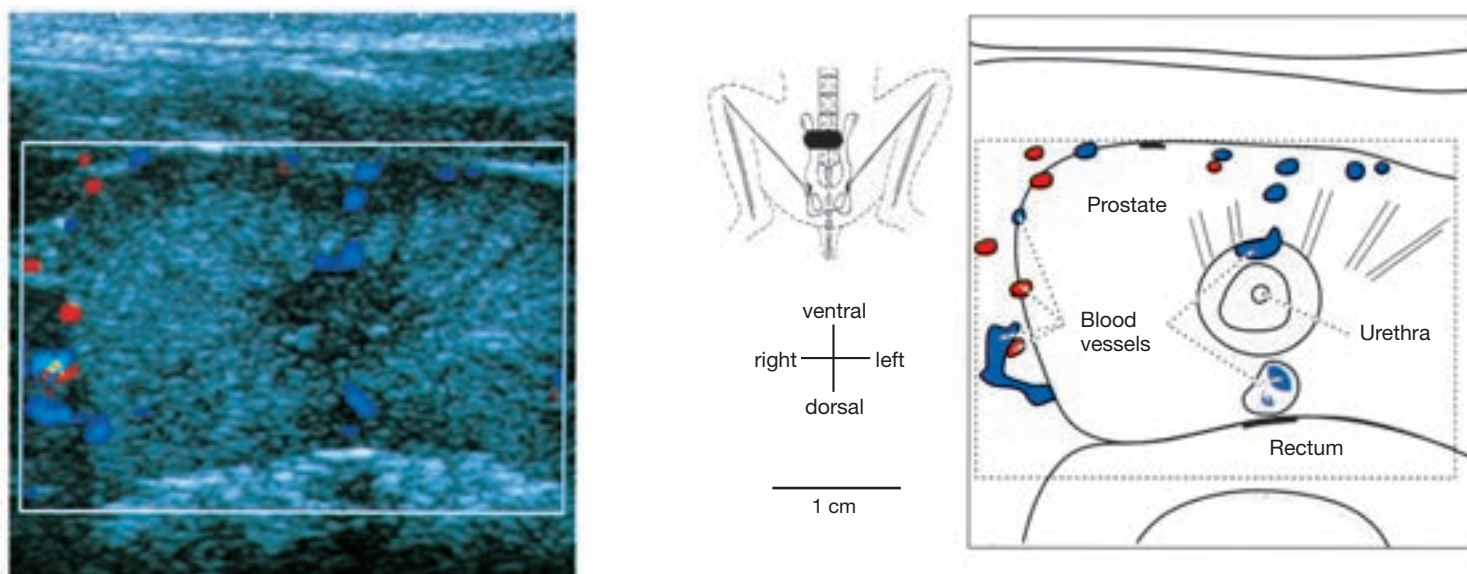 ventral
right
left
dorsal
1 cm
Prostate
Blood
vessels
Urethra
Rectum